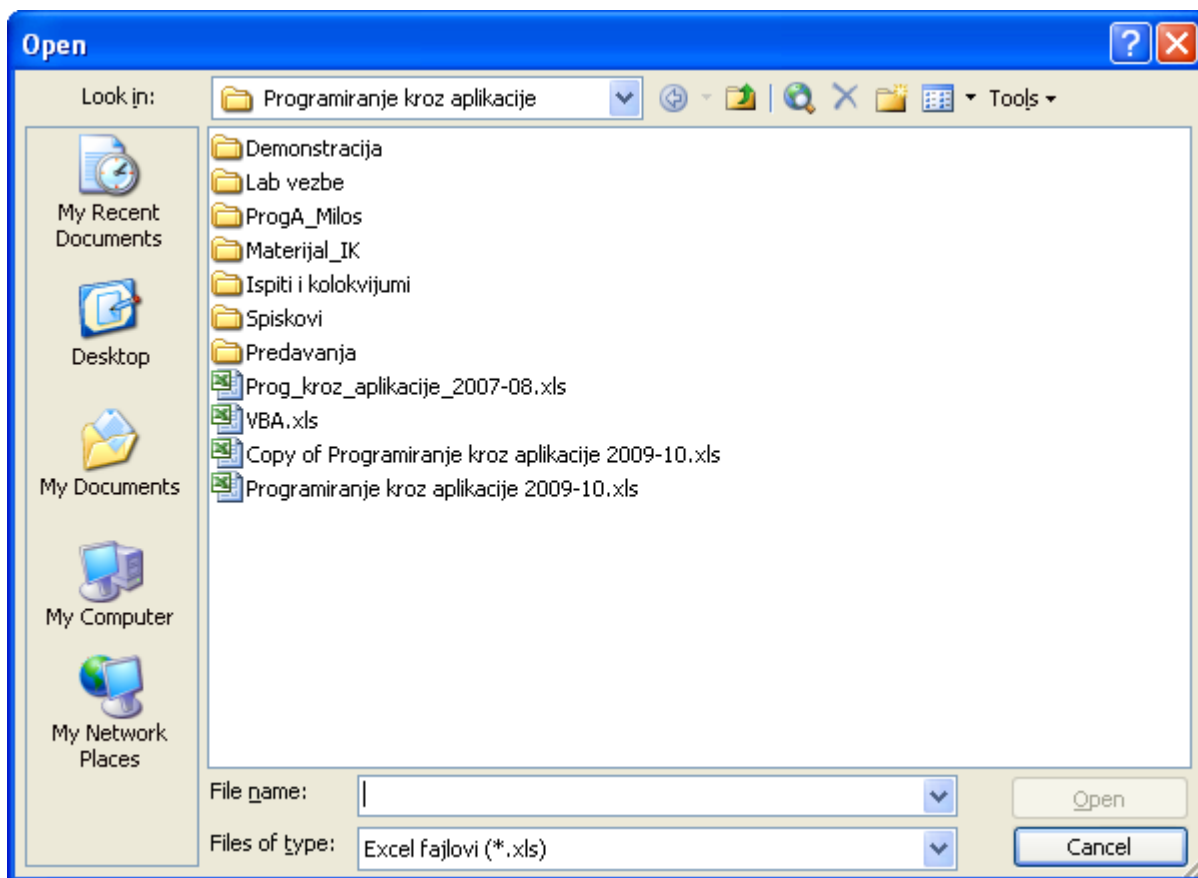 Open
Look in:
Programiranje kroz aplikacije
Tools
My Recent
Documents
Desktop
My Documents
My Computer
My Network
Places
Demonstracija
Lab vezbe
ProgA_Milos
Materijal_IK
Ispiti i kolokvijumi
Spiskovi
Predavanja
Prog_kroz_aplikacije_2007-08.xls
VBA.xls
Copy of Programiranje kroz aplikacije 2009-10.xls
Programiranje kroz aplikacije 2009-10.xls
File name:
Open
Files of type:
Excel fajlovi (*.xls)
Cancel